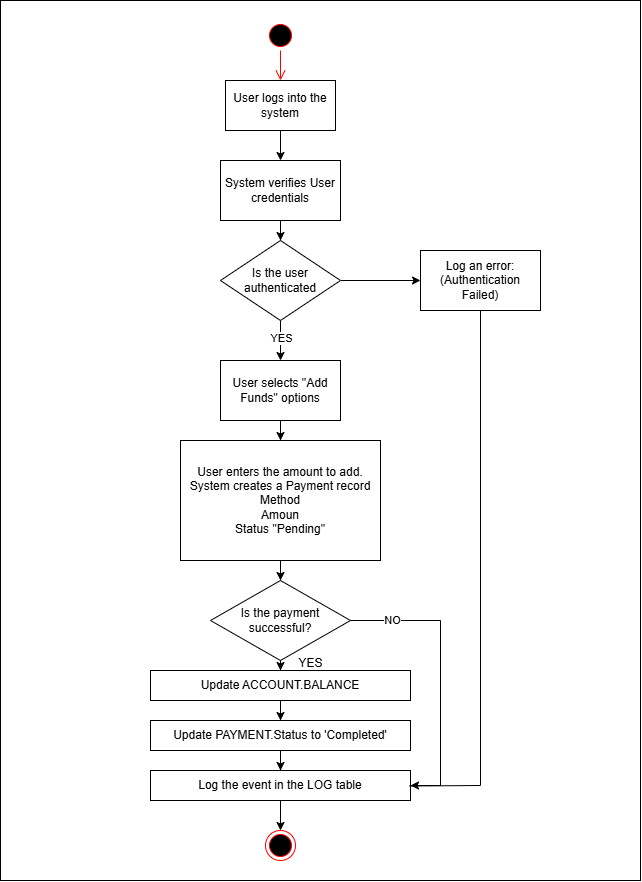 User logs into the
system
System verifies User
credentials
Is the user
authenticated
Log an error:
(Authentication
Failed)
YES
User selects "Add
Funds" options
User enters the amount to add.
System creates a Payment record
Method
Amoun
Status "Pending"
Is the payment
successful?
NO
YES
Update ACCOUNT.BALANCE
Update PAYMENT.Status to 'Completed'
Log the event in the LOG table